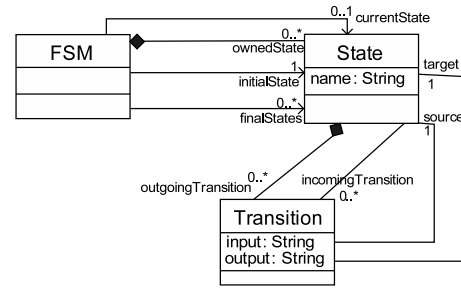 0..1
currentState
FSM
0..*
ownedState
State
1
initialState
name: String
target
1
0..*
finalStates
source
1
0..*
outgoingTransition
incomingTransition
0..*
Transition
input: String
output: String